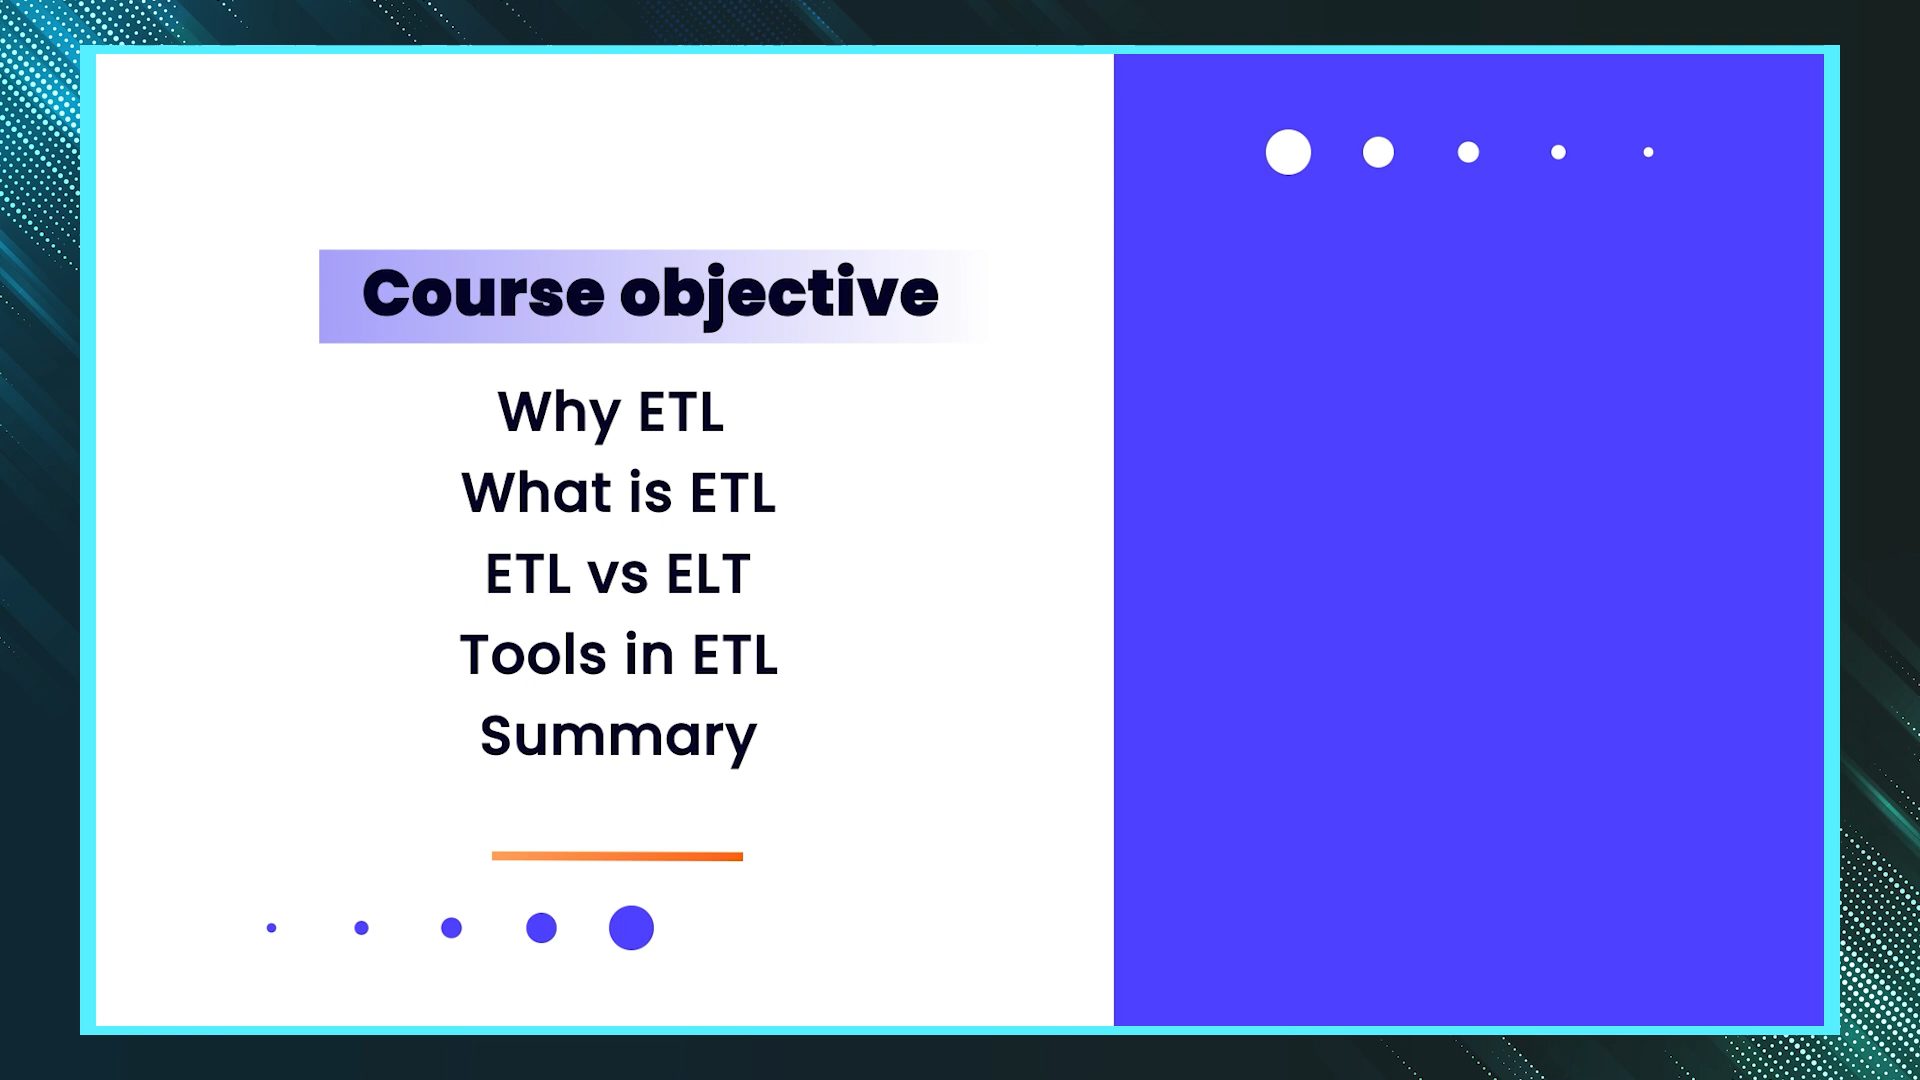 Course objective
Why ETL
What is ETL
ETL vs ELT
Tools in ETL
Summary